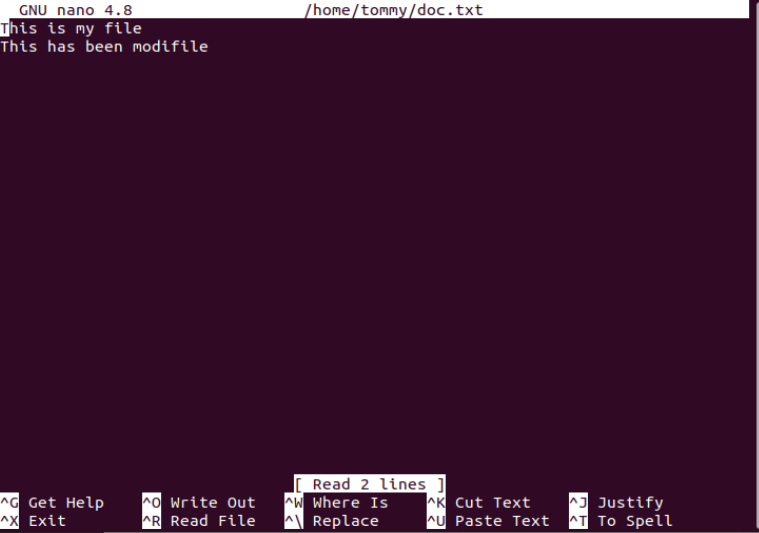 GNU nano 4.8 /home/tommy/doc.txt
This is my file
This has been modifile
[ Read 2 lines ]
^G Get Help ^O Write Out ^W Where Is ^K Cut Text ^J Justify
^X Exit ^R Read File ^\ Replace ^U Paste Text ^T To Spell